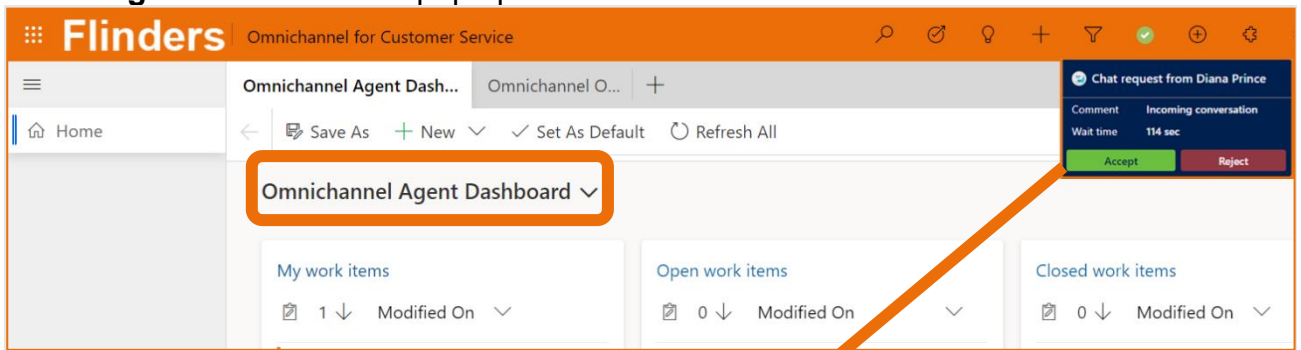 Flinders Omnichannel for Customer Service
Omnichannel Agent Dash... Omnichannel O...
Chat request from Diana Prince
Comment Incoming conversation
Wait time 114 sec
Accept Reject
Home
Save As New Set As Default Refresh All
Omnichannel Agent Dashboard
My work items Open work items Closed work items
1 Modified On 0 Modified On 0 Modified On